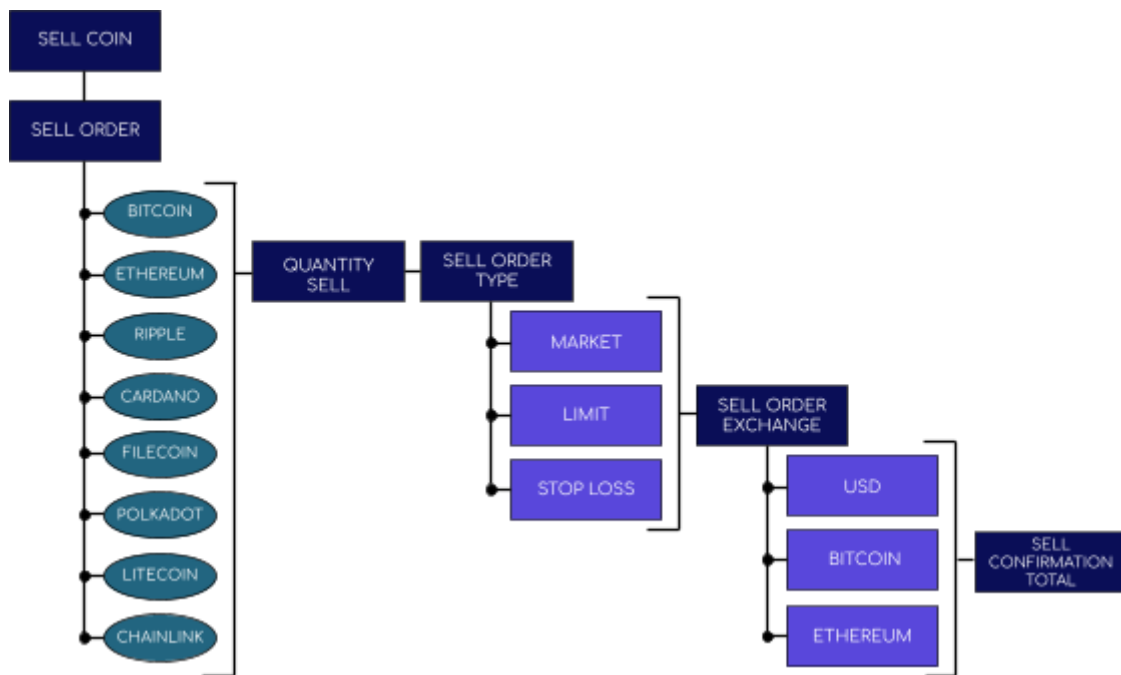 SELL COIN
SELL ORDER
BITCOIN
ETHEREUM
RIPPLE
CARDANO
FILECOIN
POLKADOT
LITECOIN
CHAINLINK
QUANTITY
SELL
SELL ORDER
TYPE
MARKET
LIMIT
STOP LOSS
SELL ORDER
EXCHANGE
USD
BITCOIN
ETHEREUM
SELL
CONFIRMATION
TOTAL